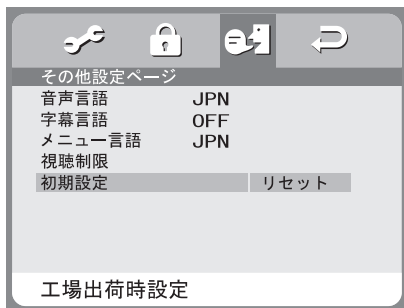 その他設定ページ
音声言語 JPN
字幕言語 OFF
メニュー言語 JPN
視聴制限
初期設定 リセット
工場出荷時設定